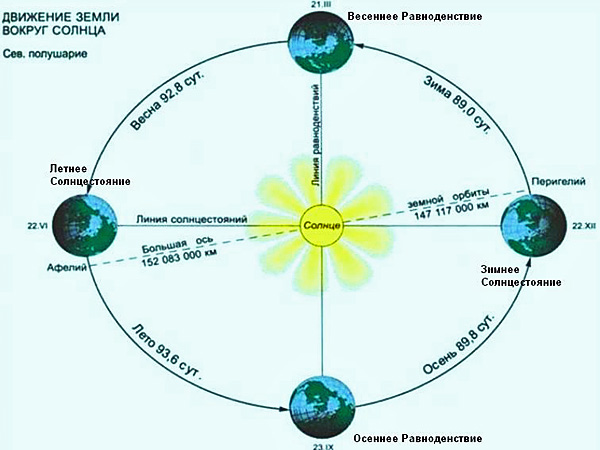 ДВИЖЕНИЕ ЗЕМЛИ
ВОКРУГ СОЛНЦА
Сев. полушарие
21.III
Весеннее Равноденствие
Весна 92,8 сут.
Зима 89,0 сут.
Линия равноденствий
Летнее
Солнцестояние
Перигелий
земной орбиты
147 117 000 км
22.VI
Линия солнцестояний
Солнце
22.XII
Большая ось
152 083 000 км
Афелий
Зимнее
Солнцестояние
Лето 93,6 сут.
Осень 89,8 сут.
Осеннее Равноденствие
23.IX